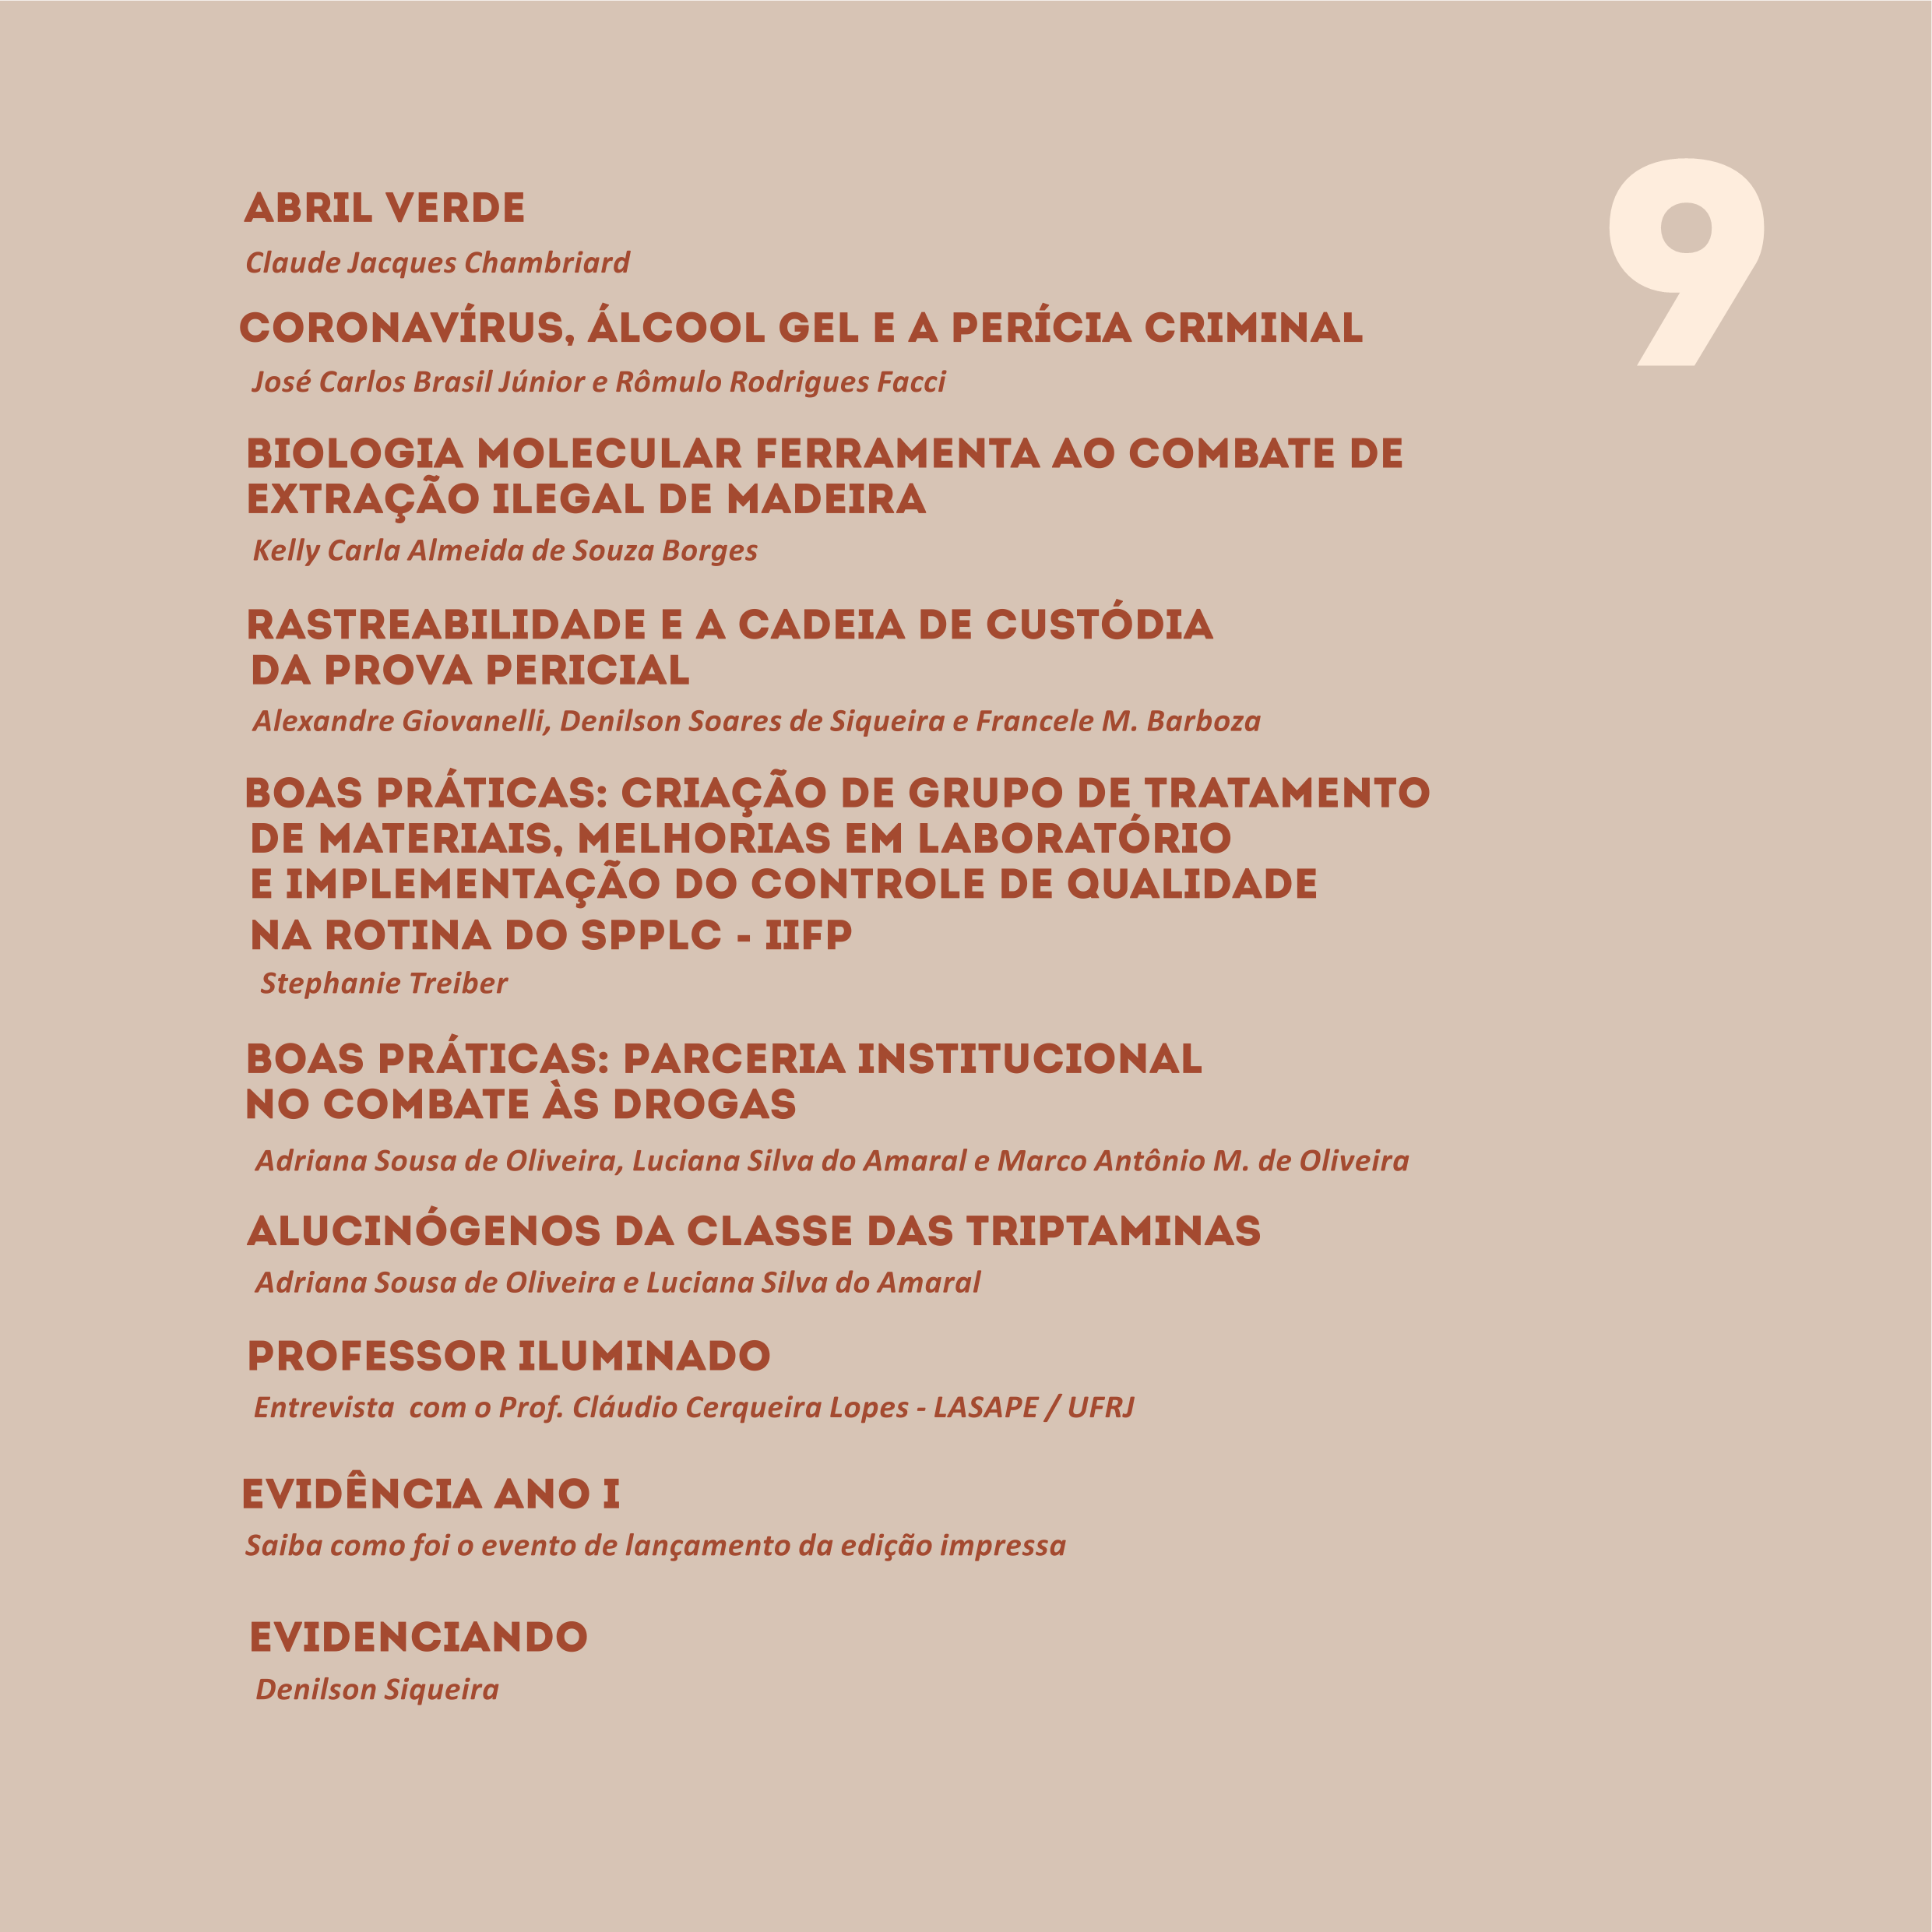 9
ABRIL VERDE
Claude Jacques Chambriard
CORONAVÍRUS, ÁLCOOL GEL E A PERÍCIA CRIMINAL
José Carlos Brasil Júnior e Rômulo Rodrigues Facci
BIOLOGIA MOLECULAR FERRAMENTA AO COMBATE DE
EXTRAÇÃO ILEGAL DE MADEIRA
Kelly Carla Almeida de Souza Borges
RASTREABILIDADE E A CADEIA DE CUSTÓDIA
DA PROVA PERICIAL
Alexandre Giovanelli, Denilson Soares de Siqueira e Francele M. Barboza
BOAS PRÁTICAS: CRIAÇÃO DE GRUPO DE TRATAMENTO
DE MATERIAIS, MELHORIAS EM LABORATÓRIO
E IMPLEMENTAÇÃO DO CONTROLE DE QUALIDADE
NA ROTINA DO SPPLC - IIFP
Stephanie Treiber
BOAS PRÁTICAS: PARCERIA INSTITUCIONAL
NO COMBATE ÀS DROGAS
Adriana Sousa de Oliveira, Luciana Silva do Amaral e Marco Antônio M. de Oliveira
ALUCINÓGENOS DA CLASSE DAS TRIPTAMINAS
Adriana Sousa de Oliveira e Luciana Silva do Amaral
PROFESSOR ILUMINADO
Entrevista com o Prof. Cláudio Cerqueira Lopes - LASAPE / UFRJ
EVIDÊNCIA ANO I
Saiba como foi o evento de lançamento da edição impressa
EVIDENCIANDO
Denilson Siqueira